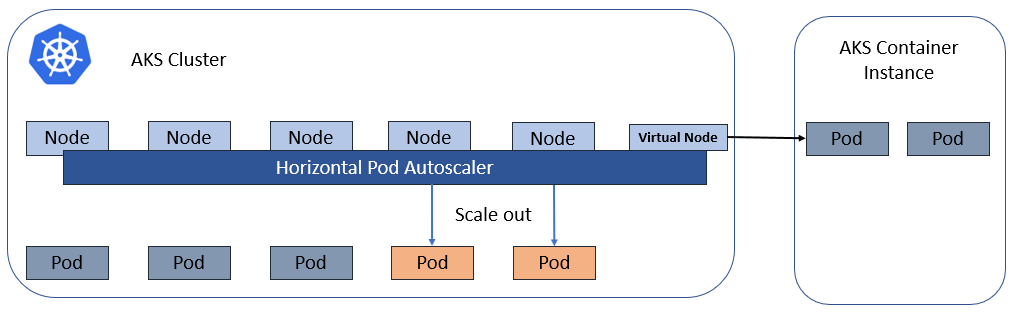 AKS Cluster
AKS Container
Instance
Node
Node
Node
Node
Node
Virtual Node
Pod
Pod
Horizontal Pod Autoscaler
Scale out
Pod
Pod
Pod
Pod
Pod